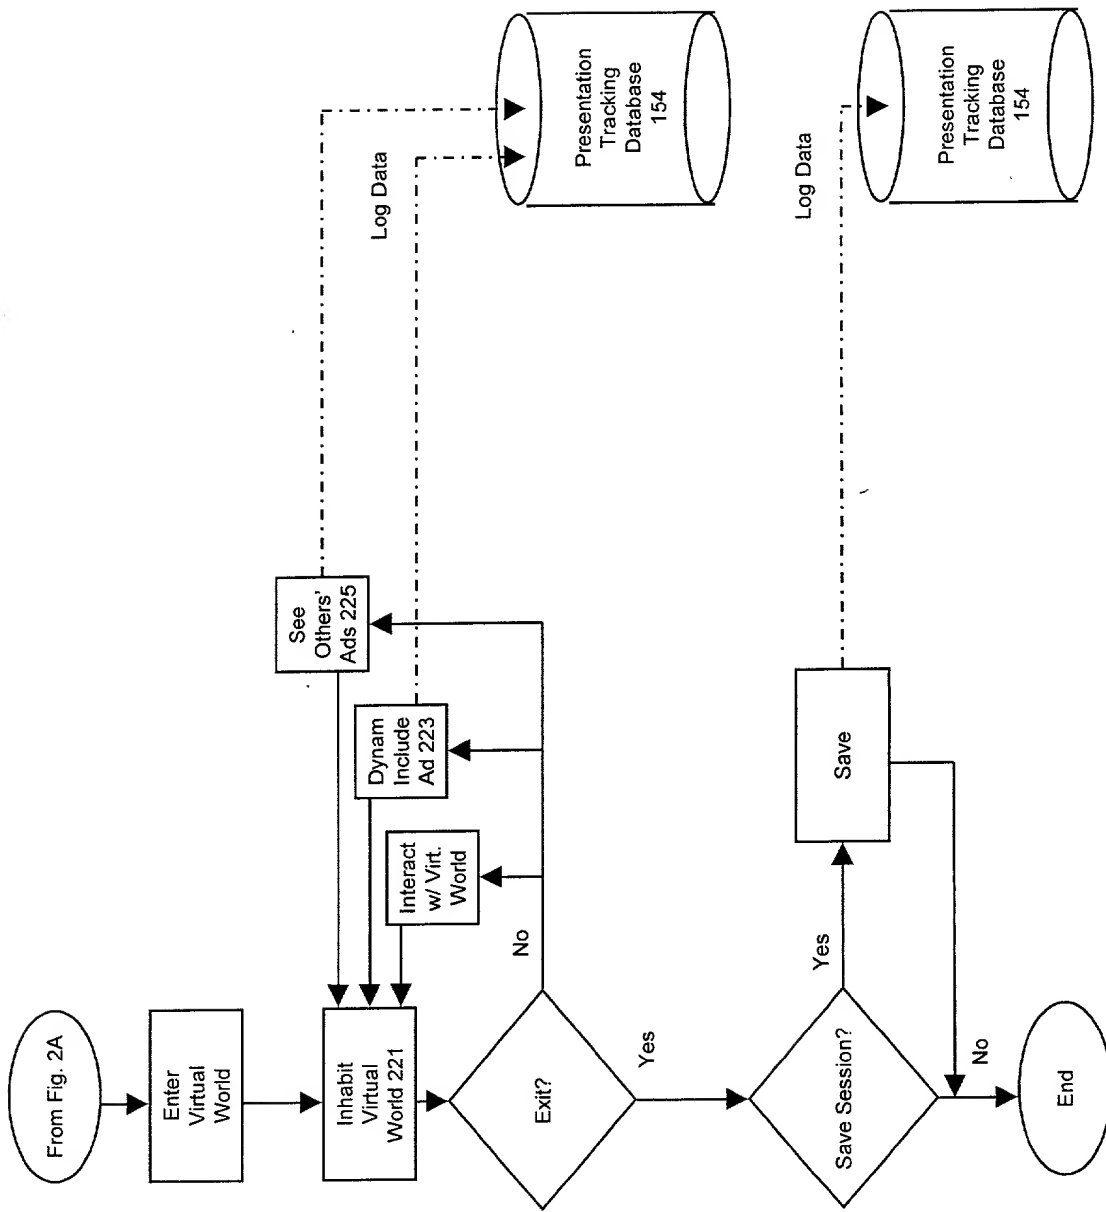 From Fig. 2A
Enter
Virtual
World
Inhabit
Virtual
World 221
Exit?
No
Yes
Interact
w/ Virt.
World
Dynam
Include
Ad 223
See
Others'
Ads 225
Log Data
Presentation
Tracking
Database
154
Save Session?
Yes
No
Save
Log Data
Presentation
Tracking
Database
154
End